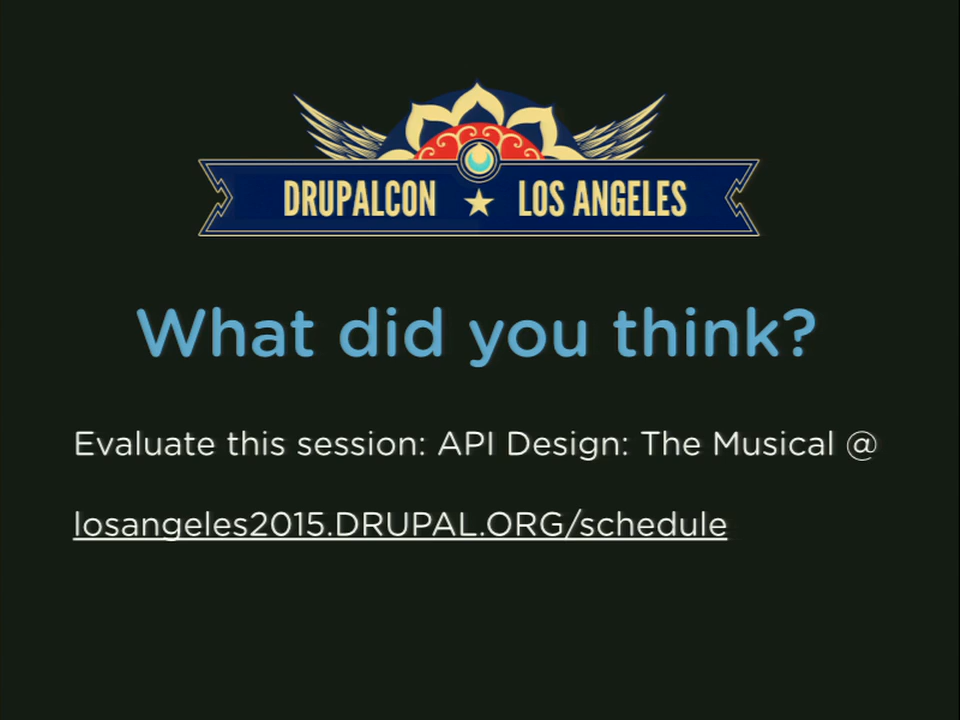 DRUPALCON ★ LOS ANGELES
What did you think?
Evaluate this session: API Design: The Musical @
losangeles2015.DRUPAL.ORG/schedule